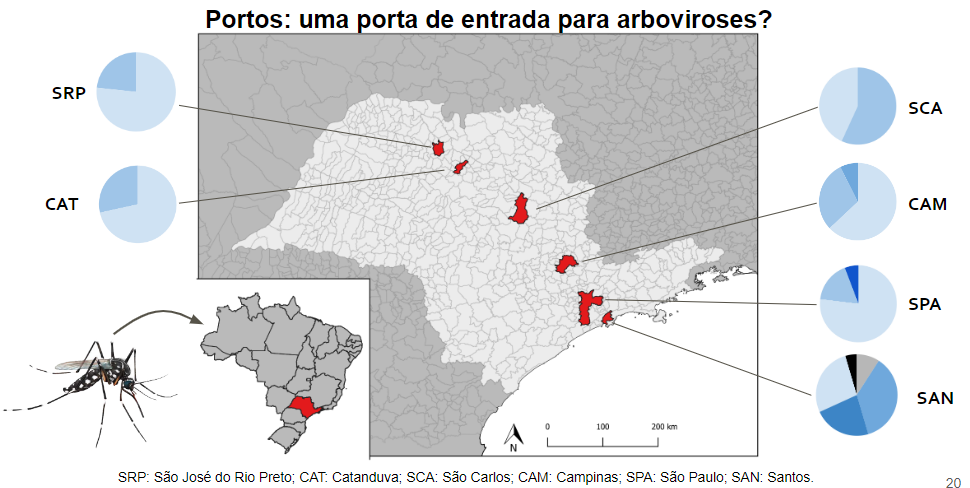 Portos: uma porta de entrada para arboviroses?
SRP
SCA
CAT
CAM
SPA
SAN
N
0 100 200 km
SRP: São José do Rio Preto; CAT: Catanduva; SCA: São Carlos; CAM: Campinas; SPA: São Paulo; SAN: Santos.
20